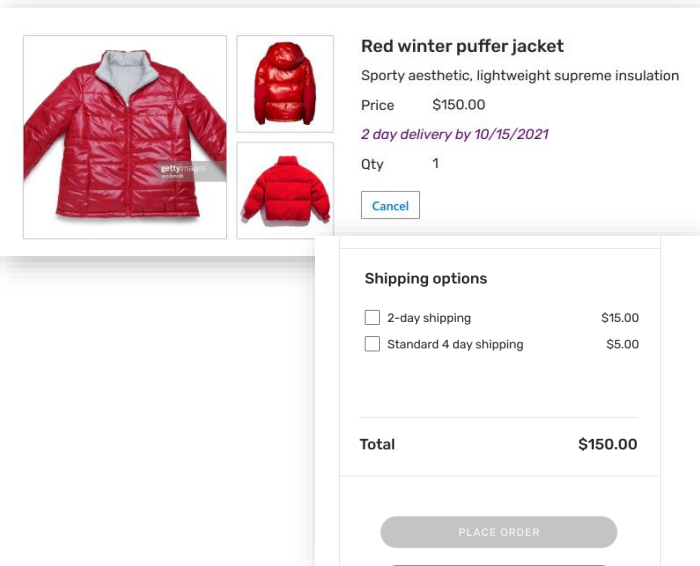 Red winter puffer jacket
Sporty aesthetic, lightweight supreme insulation
Price $150.00
2 day delivery by 10/15/2021
Qty 1
Cancel
gettyimages
Shipping options
2-day shipping $15.00
Standard 4 day shipping $5.00
Total $150.00
PLACE ORDER